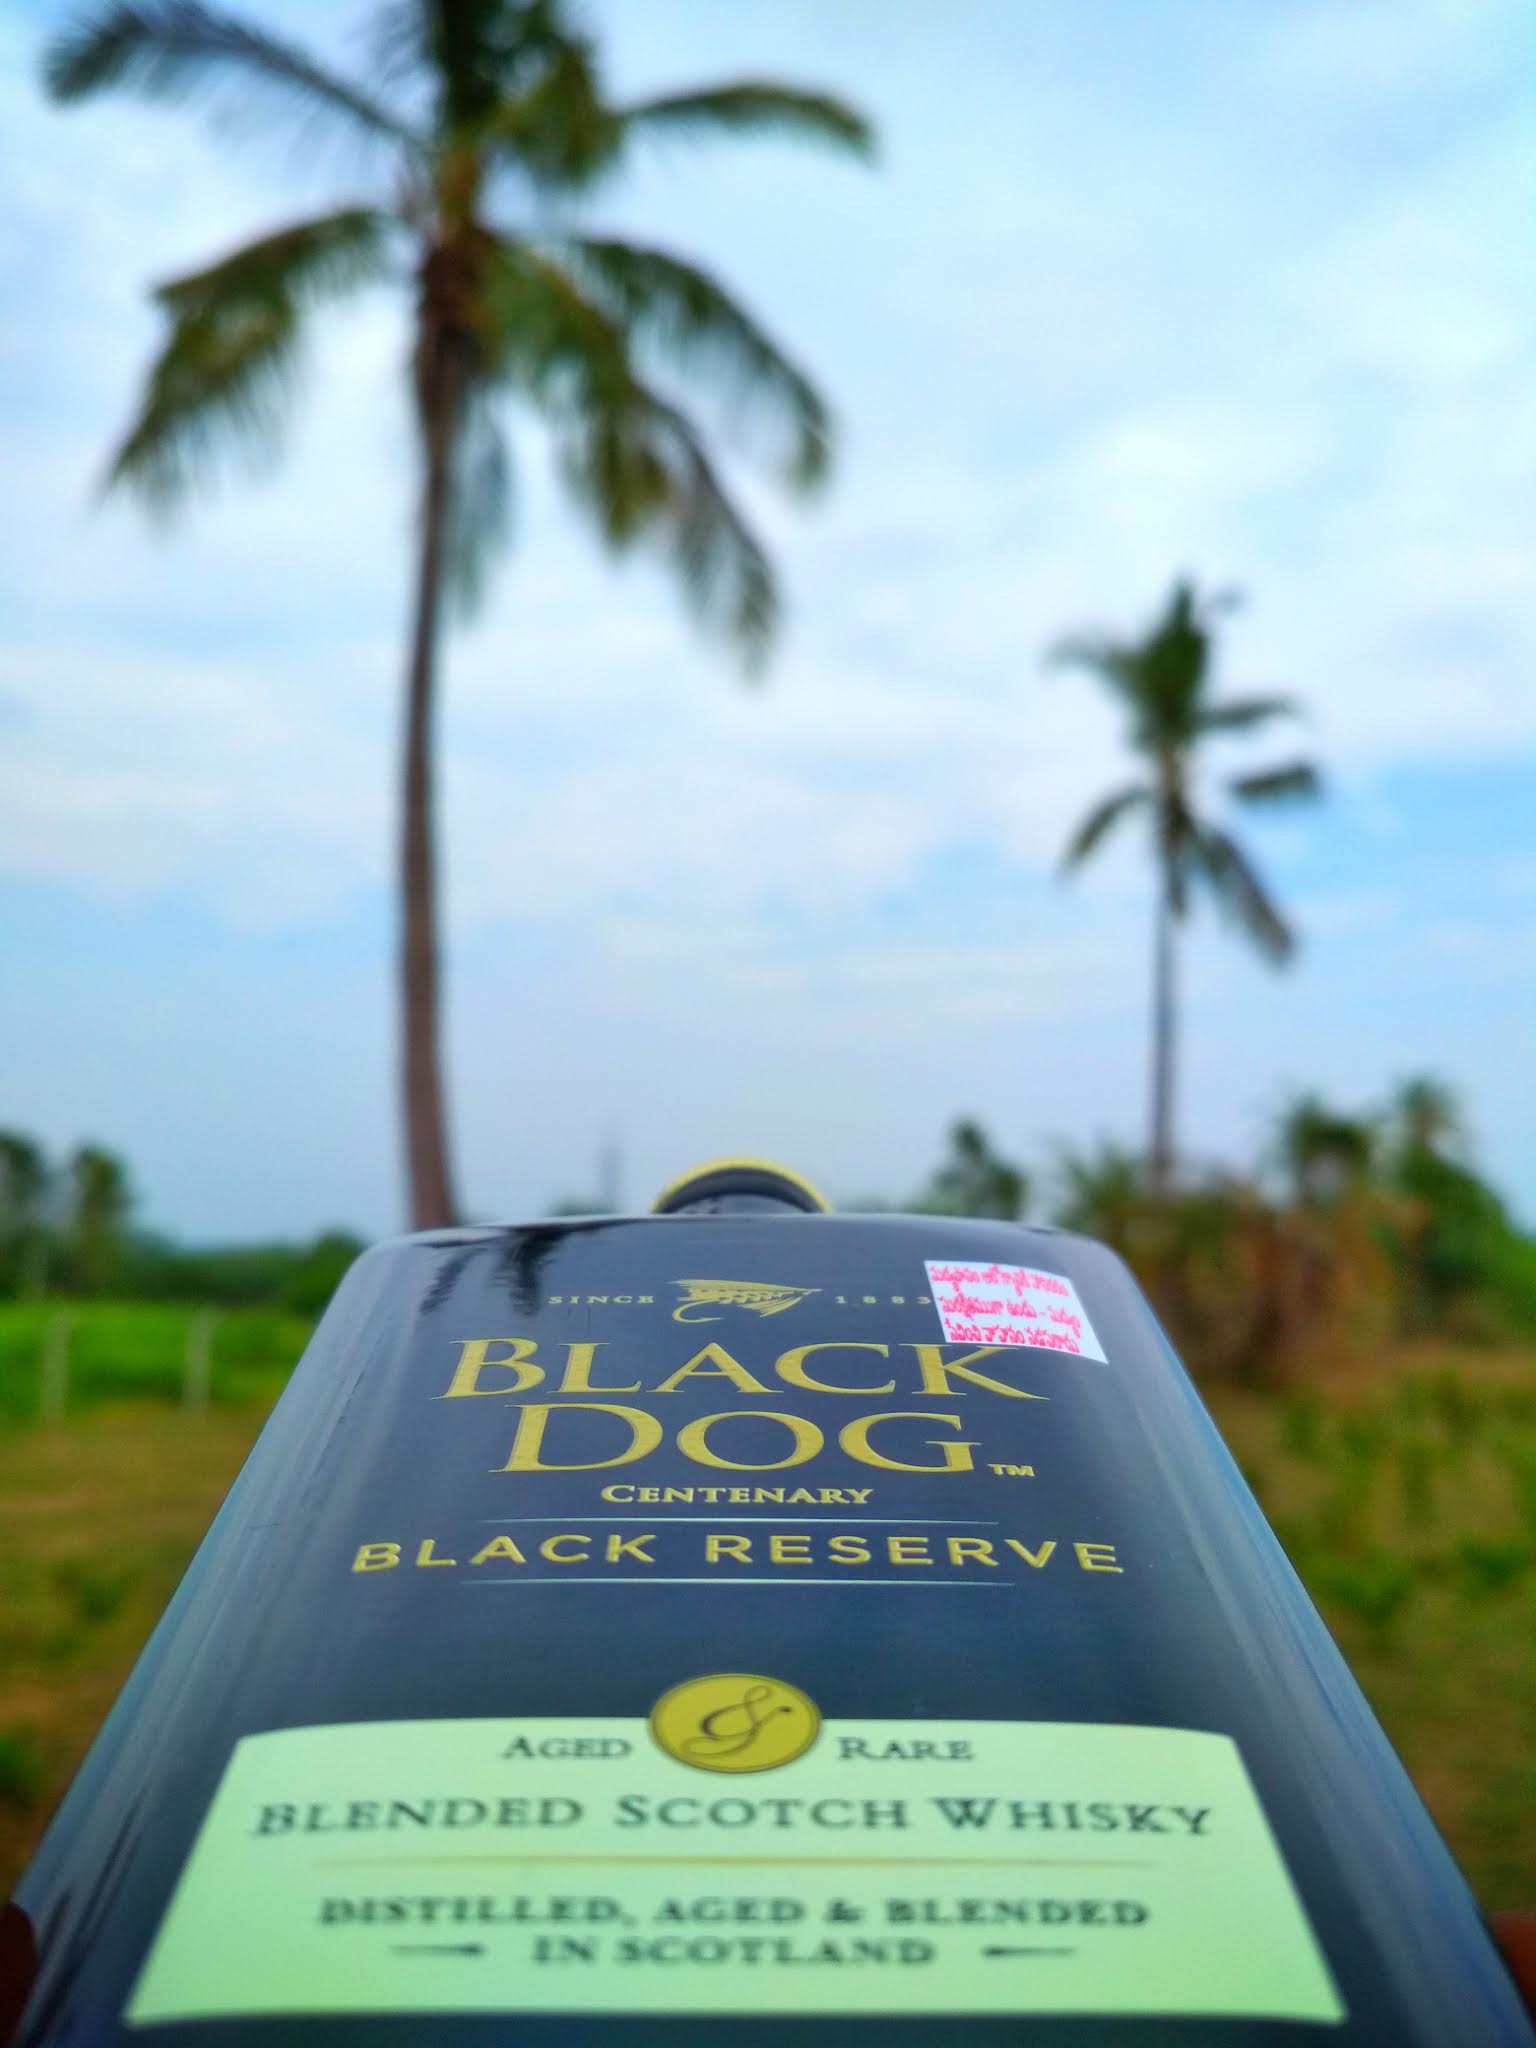 SINCE 1883
BLACK
DOG™
CENTENARY
BLACK RESERVE
AGED & RARE
BLENDED SCOTCH WHISKY
DISTILLED, AGED & BLENDED
IN SCOTLAND